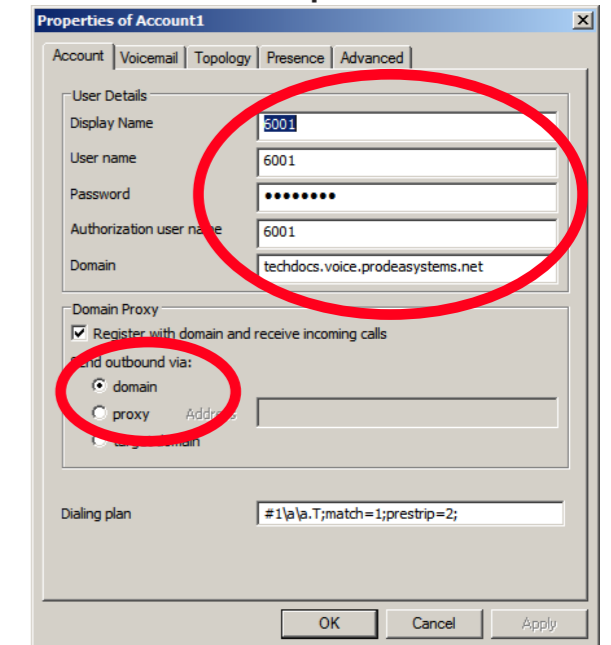 Properties of Account1
Account Voicemail Topology Presence Advanced
User Details
Display Name 6001
User name 6001
Password ••••••••
Authorization user name 6001
Domain techdocs.voice.prodeasystems.net
Domain Proxy
Register with domain and receive incoming calls
Send outbound via:
domain
proxy Address
target domain
Dialing plan #1\a\a.T;match=1;prestrip=2;
OK Cancel Apply